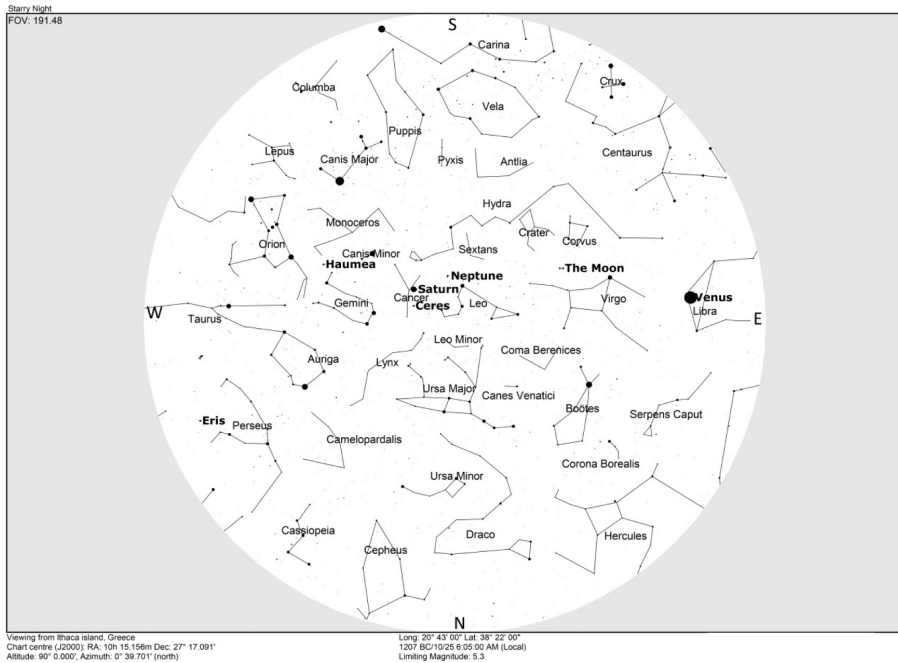 Starry Night
FOV: 191.48
S
Carina
Columba
Crux
Vela
Puppis
Lepus
Canis Major
Pyxis
Antlia
Centaurus
Hydra
Monoceros
Crater
Corvus
Orion
Canis Minor
Sextans
Haumea
Neptune
The Moon
Saturn
Cancer
Ceres
Gemini
Leo
Virgo
Venus
Libra
W
Taurus
E
Leo Minor
Coma Berenices
Auriga
Lynx
Ursa Major
Canes Venatici
Boötes
Serpens Caput
Eris
Perseus
Camelopardalis
Corona Borealis
Ursa Minor
Cassiopeia
Draco
Hercules
Cepheus
N
Viewing from Ithaca island, Greece
Chart centre (J2000): RA: 10h 15.156m Dec: 27° 17.091'
Altitude: 90° 0.000', Azimuth: 0° 39.701' (north)
Long: 20° 43' 00" Lat: 38° 22' 00"
1207 BC/10/25 6:05:00 AM (Local)
Limiting Magnitude: 5.3